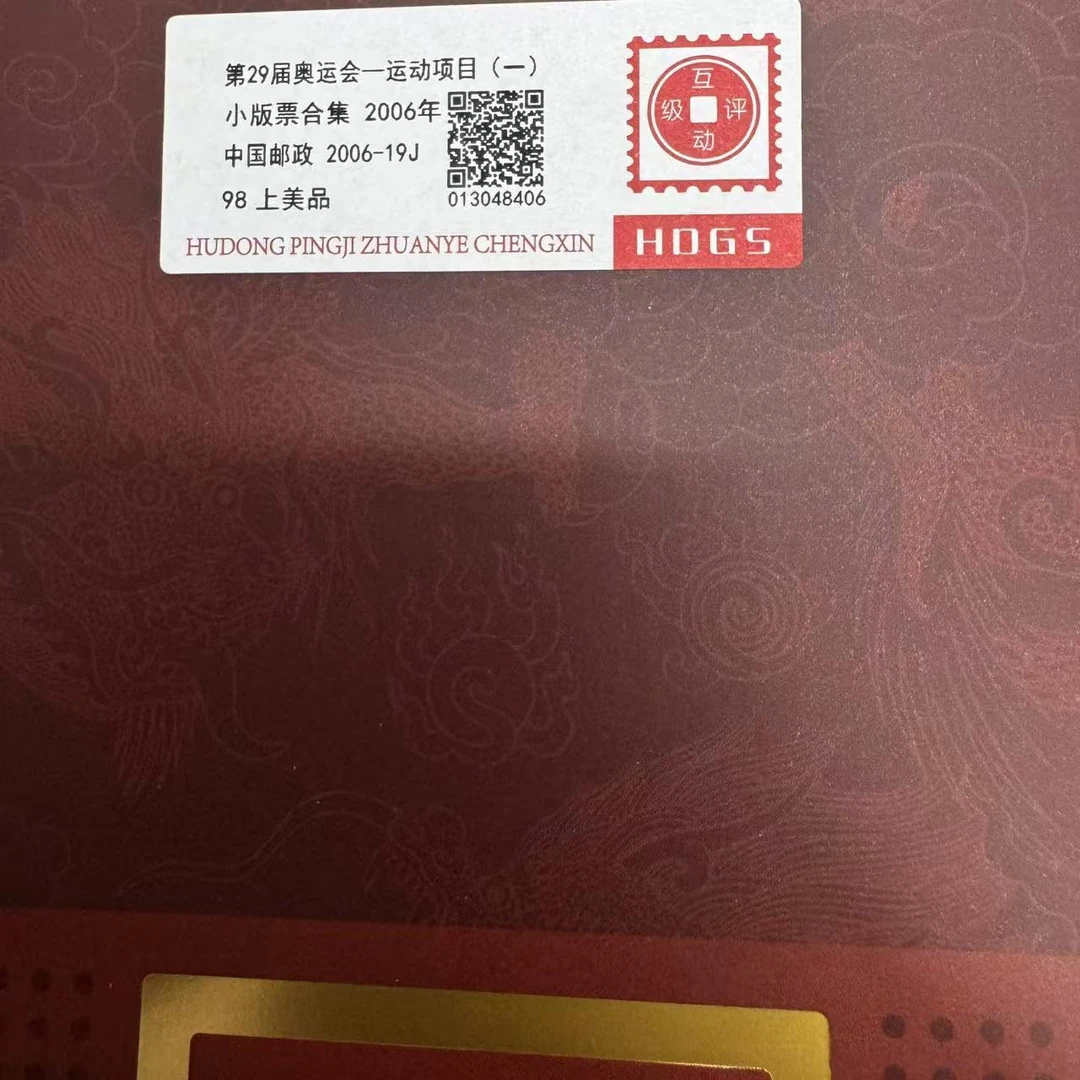 第29届奥运会—运动项目（一）
小版票合集 2006年
中国邮政 2006-19J
98 上美品
013048406
HUDONG PINGJI ZHUANYE CHENGXIN
互动评级
HDGS